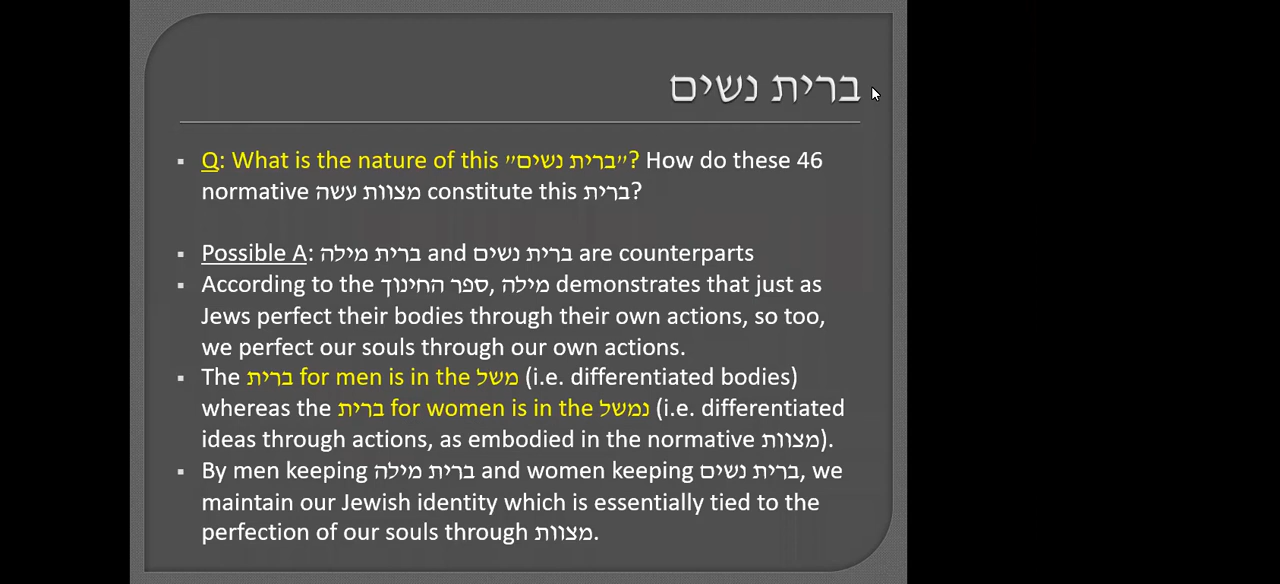 ברית נשים
▪ Q: What is the nature of this "ברית נשים"? How do these 46
normative מצוות עשה constitute this ברית?
▪ Possible A: ברית מילה and ברית נשים are counterparts
▪ According to the ספר החינוך, מילה demonstrates that just as
Jews perfect their bodies through their own actions, so too,
we perfect our souls through our own actions.
▪ The ברית for men is in the משל (i.e. differentiated bodies)
whereas the ברית for women is in the נמשל (i.e. differentiated
ideas through actions, as embodied in the normative מצוות).
▪ By men keeping ברית מילה and women keeping ברית נשים, we
maintain our Jewish identity which is essentially tied to the
perfection of our souls through מצוות.